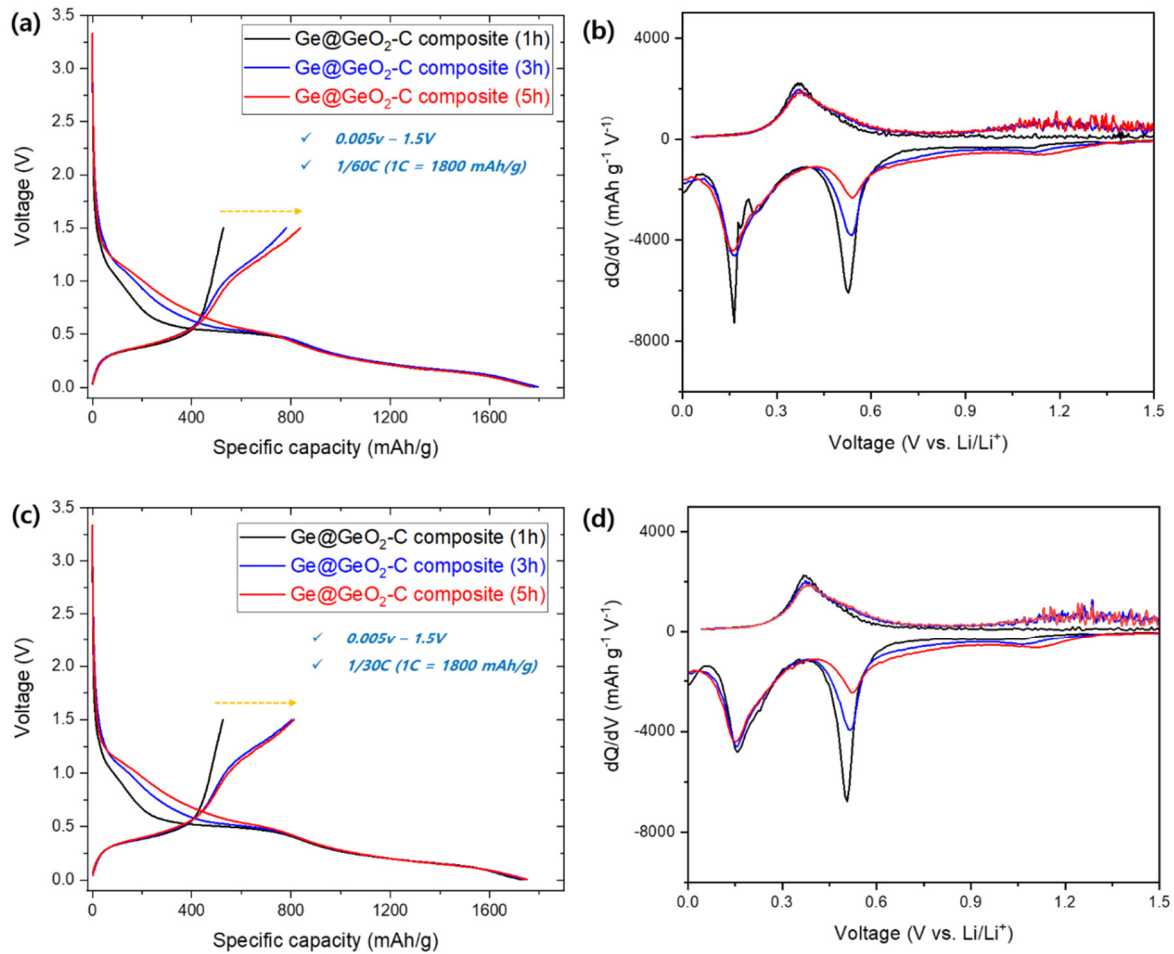 (a)
3.5
3.0
2.5
2.0
1.5
1.0
0.5
0.0
Voltage (V)
Ge@GeO₂-C composite (1h)
Ge@GeO₂-C composite (3h)
Ge@GeO₂-C composite (5h)
✓ 0.005v – 1.5V
✓ 1/60C (1C = 1800 mAh/g)
0 400 800 1200 1600
Specific capacity (mAh/g)
(b)
4000
0
-4000
-8000
dQ/dV (mAh g⁻¹ V⁻¹)
0.0 0.3 0.6 0.9 1.2 1.5
Voltage (V vs. Li/Li⁺)
(c)
3.5
3.0
2.5
2.0
1.5
1.0
0.5
0.0
Voltage (V)
Ge@GeO₂-C composite (1h)
Ge@GeO₂-C composite (3h)
Ge@GeO₂-C composite (5h)
✓ 0.005v – 1.5V
✓ 1/30C (1C = 1800 mAh/g)
0 400 800 1200 1600
Specific capacity (mAh/g)
(d)
4000
0
-4000
-8000
dQ/dV (mAh g⁻¹ V⁻¹)
0.0 0.3 0.6 0.9 1.2 1.5
Voltage (V vs. Li/Li⁺)